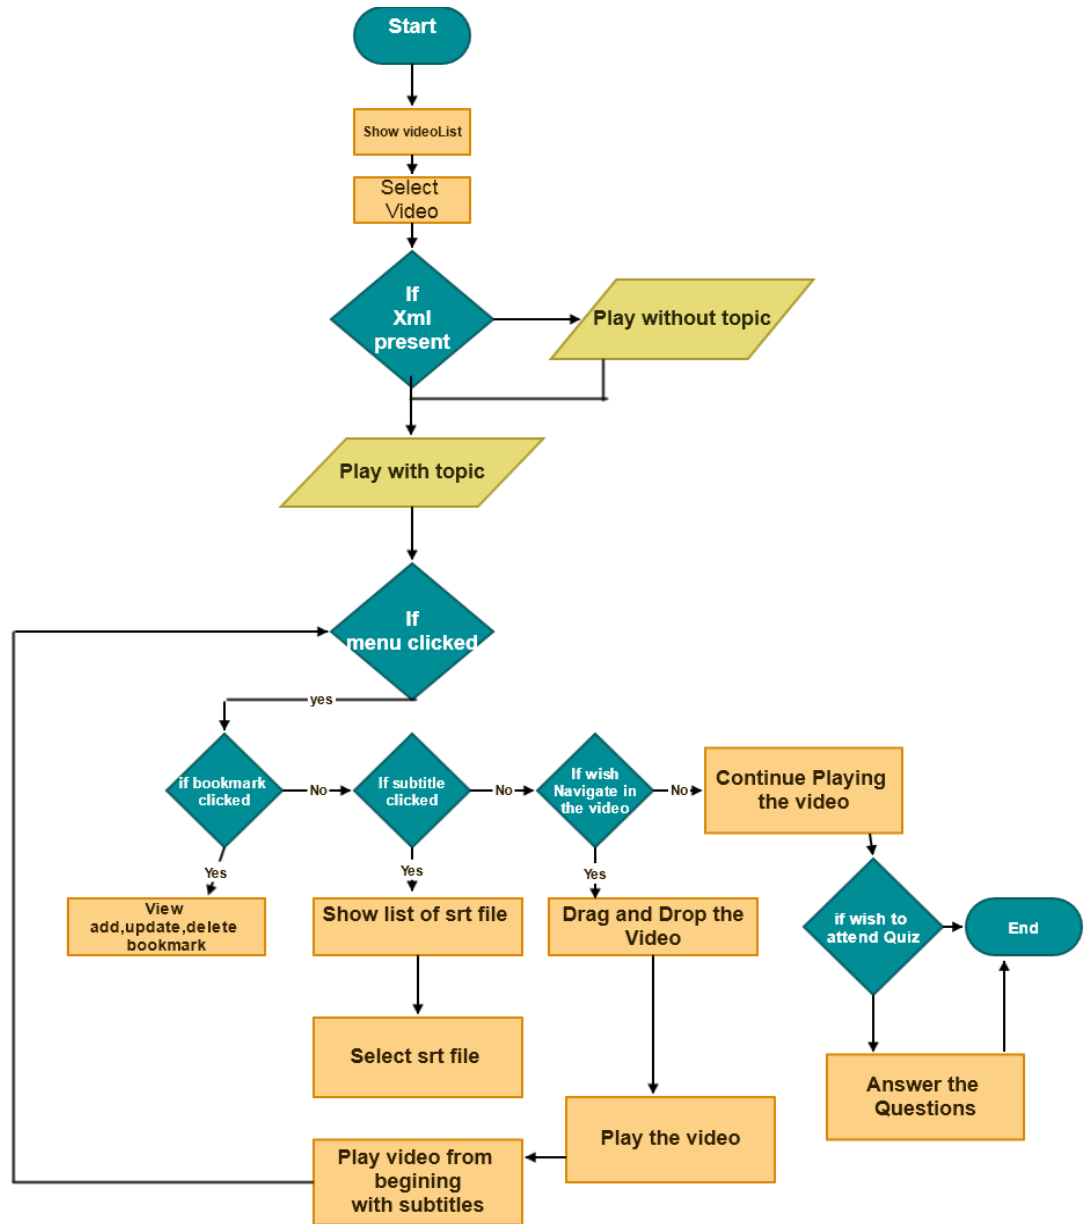 Start
Show videoList
Select
Video
If
Xml
present
Play without topic
Play with topic
If
menu clicked
yes
if bookmark
clicked
No
If subtitle
clicked
No
If wish
Navigate in
the video
No
Continue Playing
the video
Yes
Yes
Yes
View
add,update,delete
bookmark
Show list of srt file
Drag and Drop the
Video
if wish to
attend Quiz
End
Select srt file
Answer the
Questions
Play the video
Play video from
begining
with subtitles